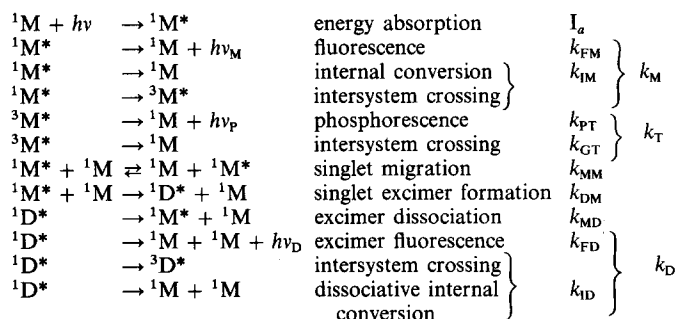 ¹M + hν → ¹M* energy absorption Iₐ
¹M* → ¹M + hν_M fluorescence k_FM
¹M* → ¹M internal conversion k_IM k_M
¹M* → ³M* intersystem crossing
³M* → ¹M + hν_P phosphorescence k_PT
³M* → ¹M intersystem crossing k_GT k_T
¹M* + ¹M ⇄ ¹M + ¹M* singlet migration k_MM
¹M* + ¹M → ¹D* + ¹M singlet excimer formation k_DM
¹D* → ¹M* + ¹M excimer dissociation k_MD
¹D* → ¹M + ¹M + hν_D excimer fluorescence k_FD
¹D* → ³D* intersystem crossing k_D
¹D* → ¹M + ¹M dissociative internal k_ID
conversion